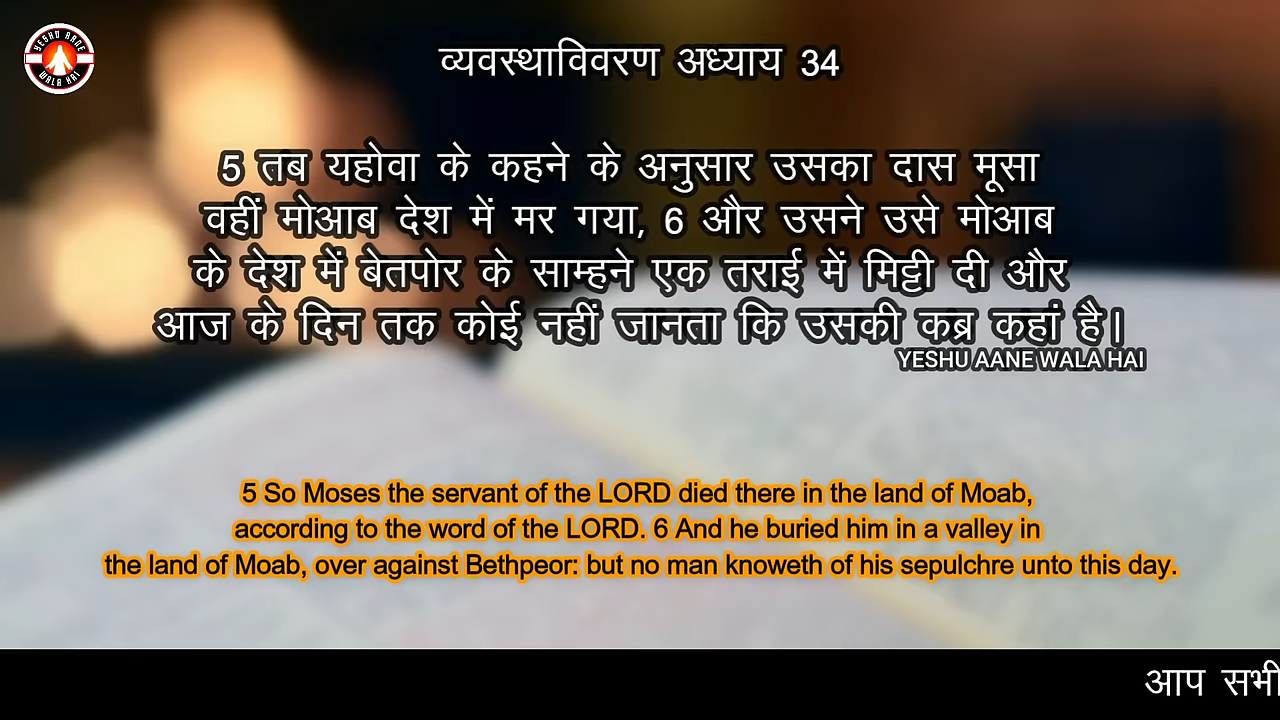 YESHU AANE
WALA HAI
व्यवस्थाविवरण अध्याय 34
5 तब यहोवा के कहने के अनुसार उसका दास मूसा
वहीं मोआब देश में मर गया, 6 और उसने उसे मोआब
के देश में बेतपोर के साम्हने एक तराई में मिट्टी दी और
आज के दिन तक कोई नहीं जानता कि उसकी कब्र कहां है।
YESHU AANE WALA HAI
5 So Moses the servant of the LORD died there in the land of Moab,
according to the word of the LORD. 6 And he buried him in a valley in
the land of Moab, over against Bethpeor: but no man knoweth of his sepulchre unto this day.
आप सभी